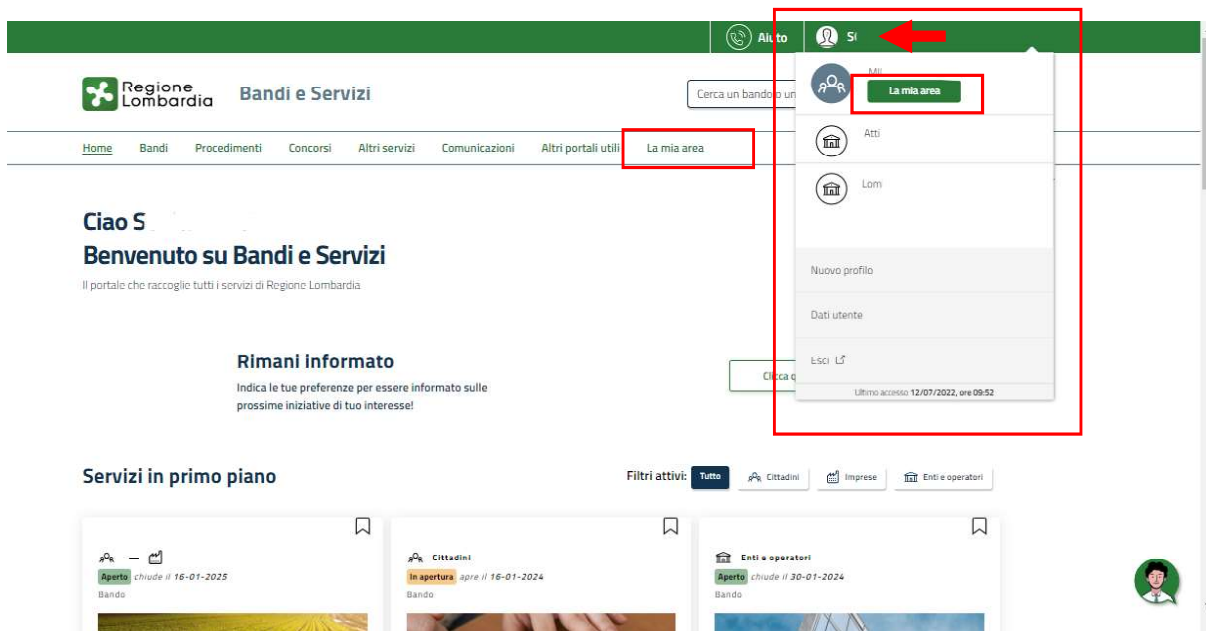 Aiuto
Regione
Lombardia
Bandi e Servizi
Cerca un bando o un
La mia area
Atti
Lom
Home Bandi Procedimenti Concorsi Altri servizi Comunicazioni Altri portali utili La mia area
Ciao S
Benvenuto su Bandi e Servizi
Il portale che raccoglie tutti i servizi di Regione Lombardia
Nuovo profilo
Dati utente
Esci
Ultimo accesso 12/07/2022, ore 09:52
Rimani informato
Indica le tue preferenze per essere informato sulle
prossime iniziative di tuo interesse!
Clicca q
Servizi in primo piano
Filtri attivi: Tutto Cittadini Imprese Enti e operatori
Aperto chiude il 16-01-2025
Bando
Cittadini
In apertura apre il 16-01-2024
Bando
Enti e operatori
Aperto chiude il 30-01-2024
Bando